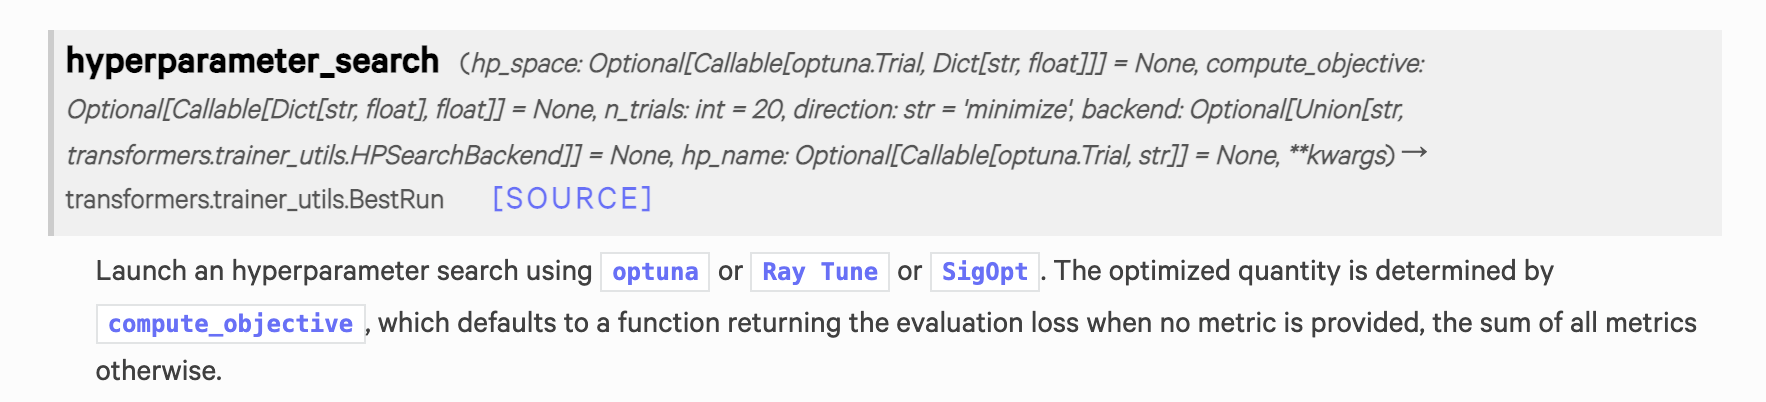 hyperparameter_search (hp_space: Optional[Callable[optuna.Trial, Dict[str, float]]] = None, compute_objective:
Optional[Callable[Dict[str, float], float]] = None, n_trials: int = 20, direction: str = 'minimize', backend: Optional[Union[str,
transformers.trainer_utils.HPSearchBackend]] = None, hp_name: Optional[Callable[optuna.Trial, str]] = None, **kwargs) →
transformers.trainer_utils.BestRun [SOURCE]
Launch an hyperparameter search using optuna or Ray Tune or SigOpt. The optimized quantity is determined by
compute_objective, which defaults to a function returning the evaluation loss when no metric is provided, the sum of all metrics
otherwise.